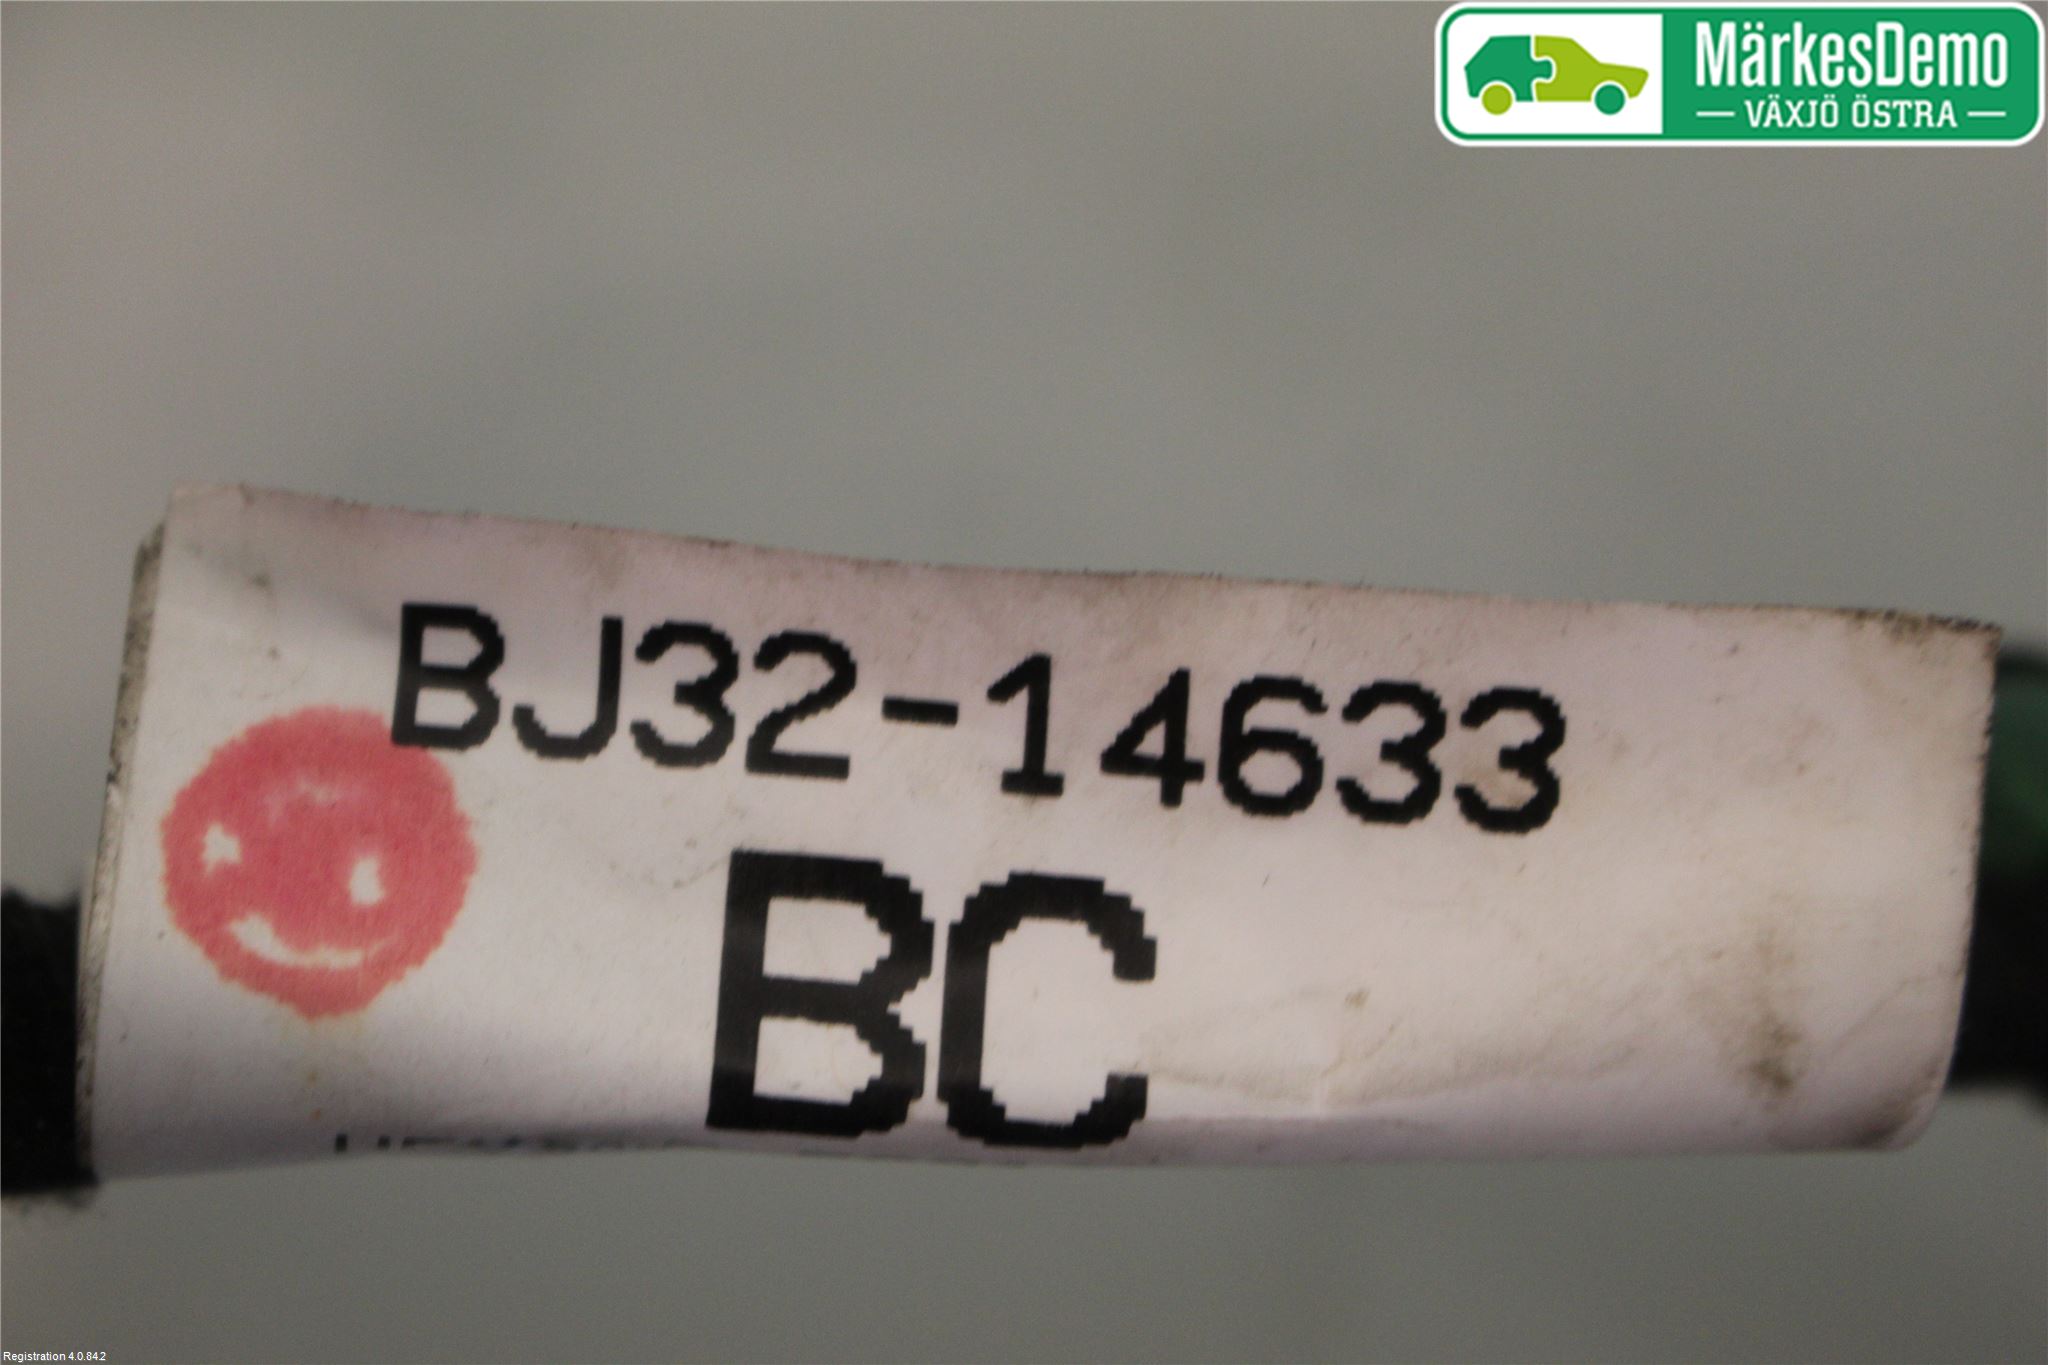 MärkesDemo
— VÄXJÖ ÖSTRA —
BJ32-14633
BC
Registration 4.0.84.2